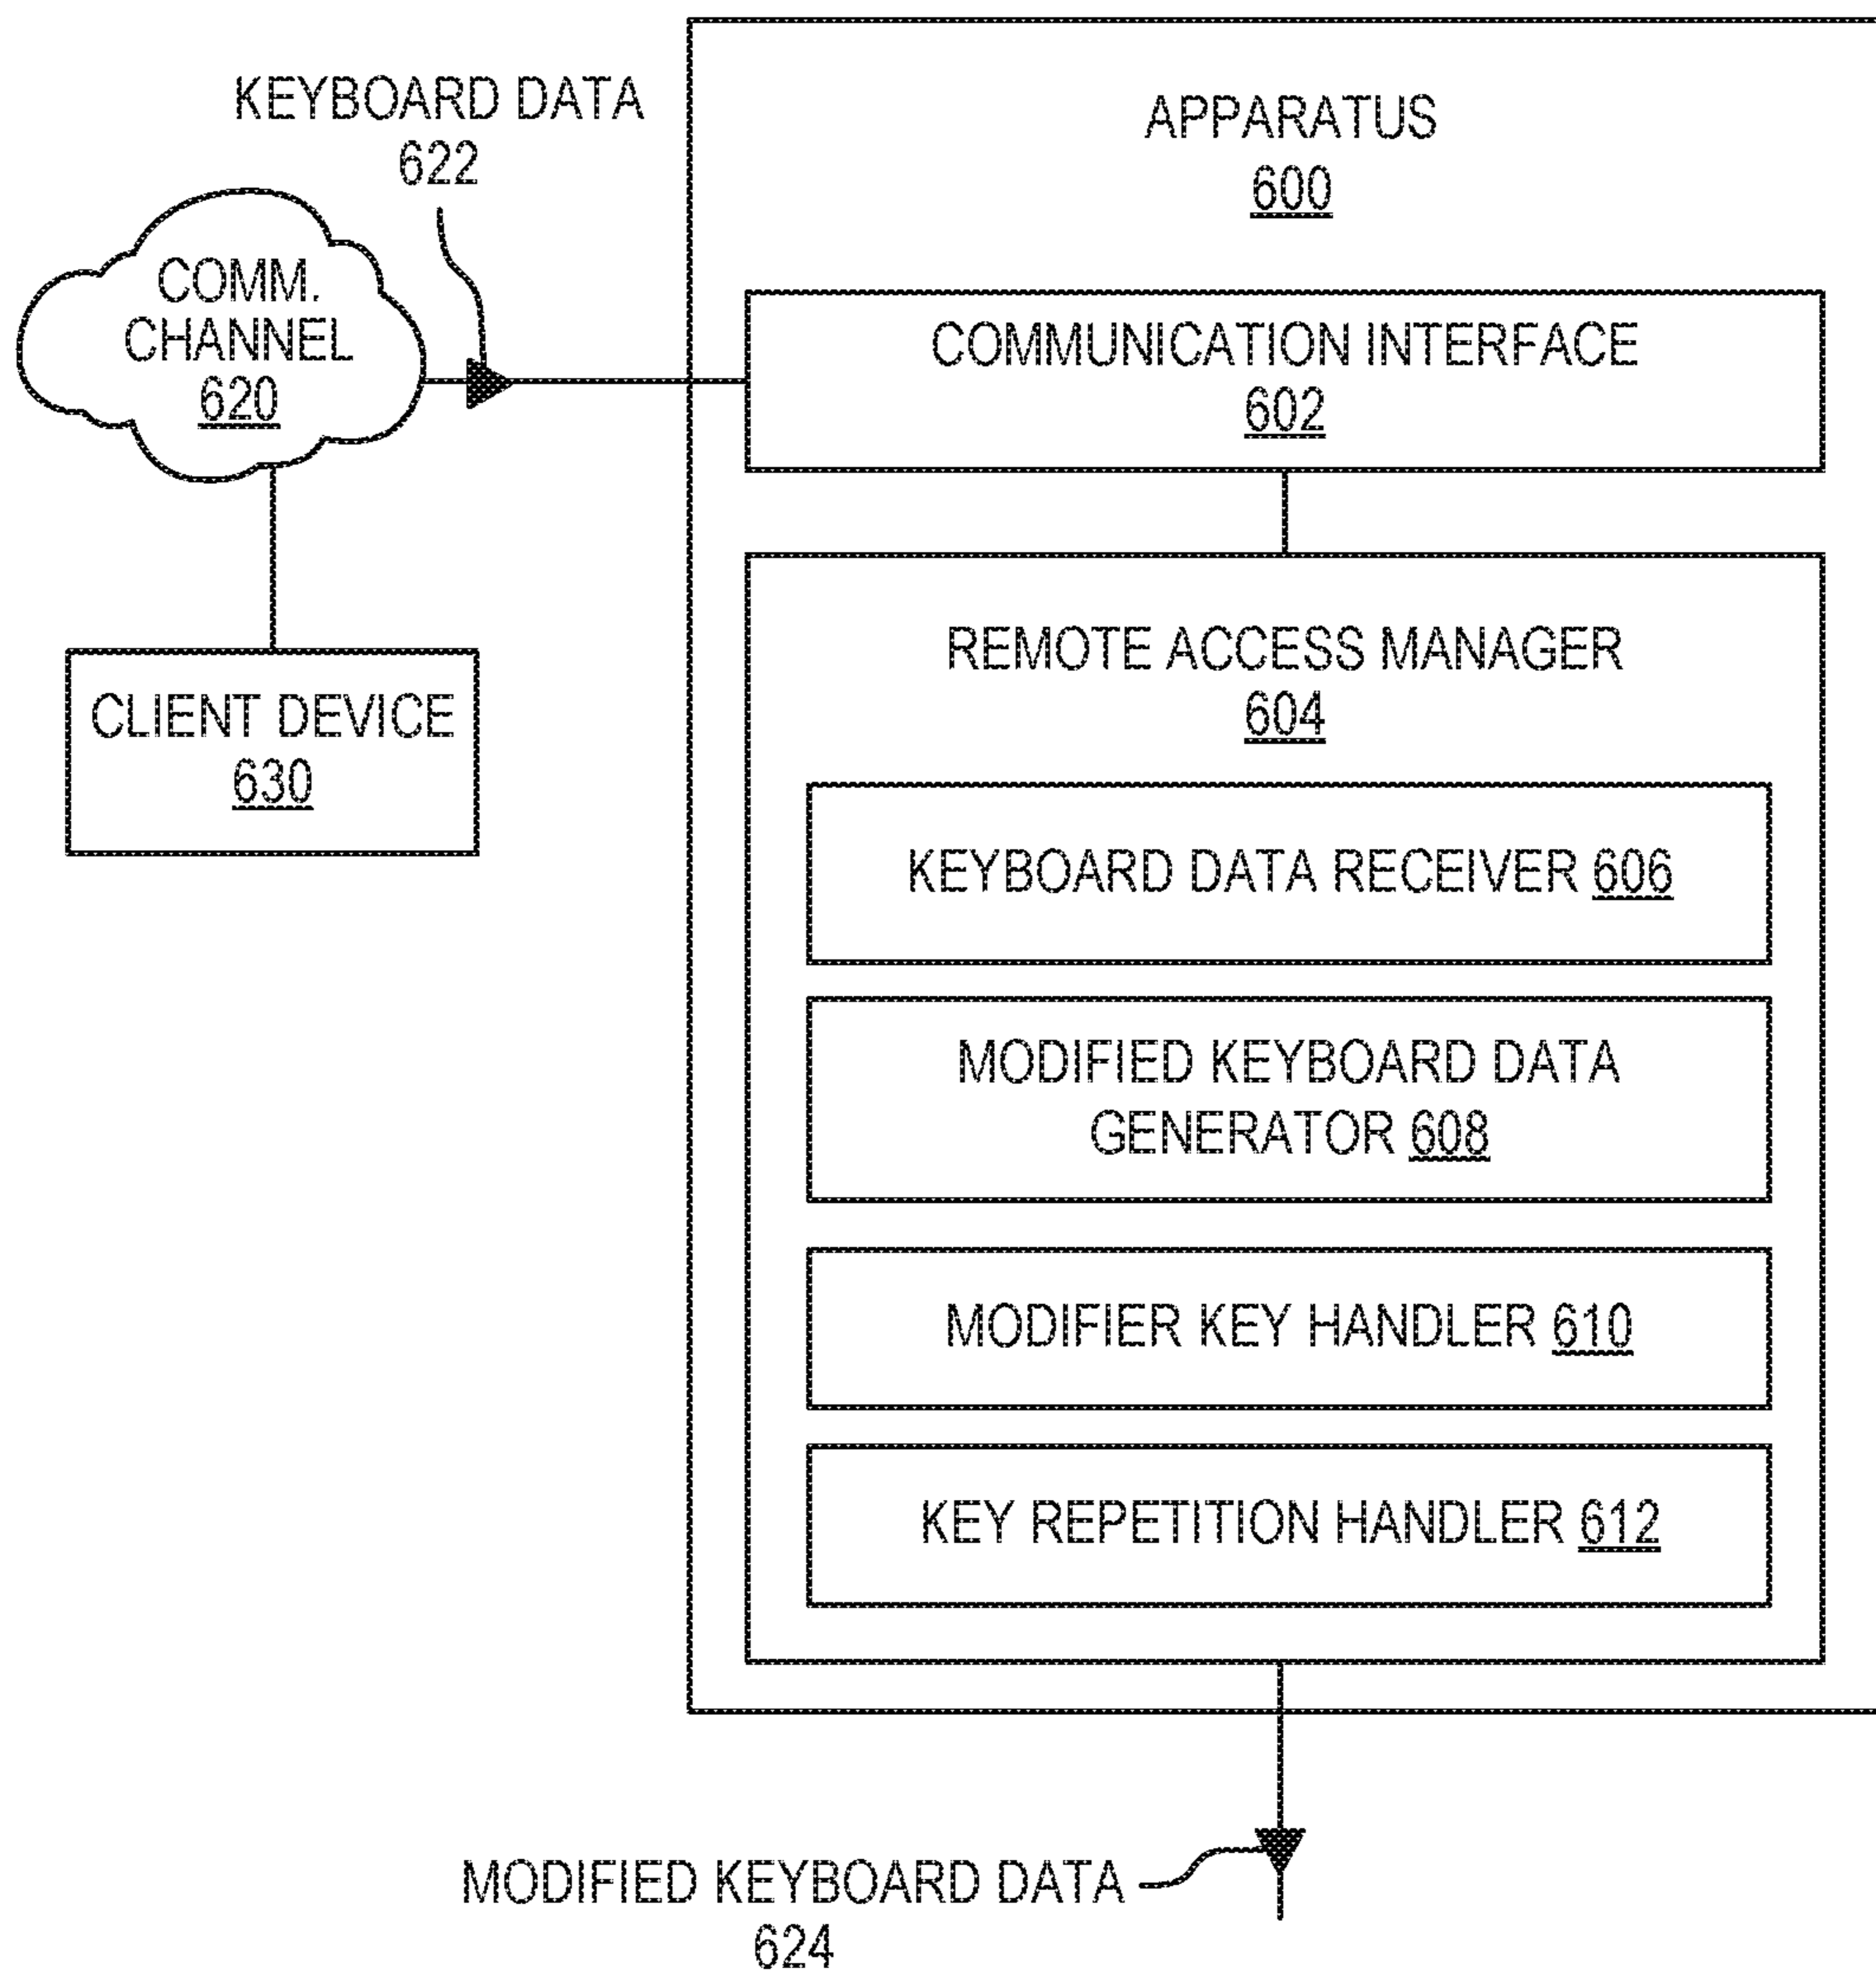 KEYBOARD DATA
622
APPARATUS
600
COMM.
CHANNEL
620
COMMUNICATION INTERFACE
602
CLIENT DEVICE
630
REMOTE ACCESS MANAGER
604
KEYBOARD DATA RECEIVER 606
MODIFIED KEYBOARD DATA
GENERATOR 608
MODIFIER KEY HANDLER 610
KEY REPETITION HANDLER 612
MODIFIED KEYBOARD DATA
624